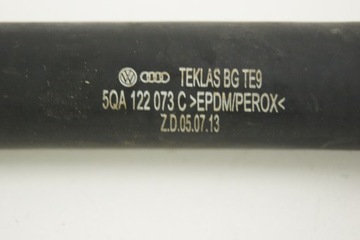 TEKLAS BG TE9
5QA 122 073 C >EPDM/PEROX<
Z.D.05.07.13